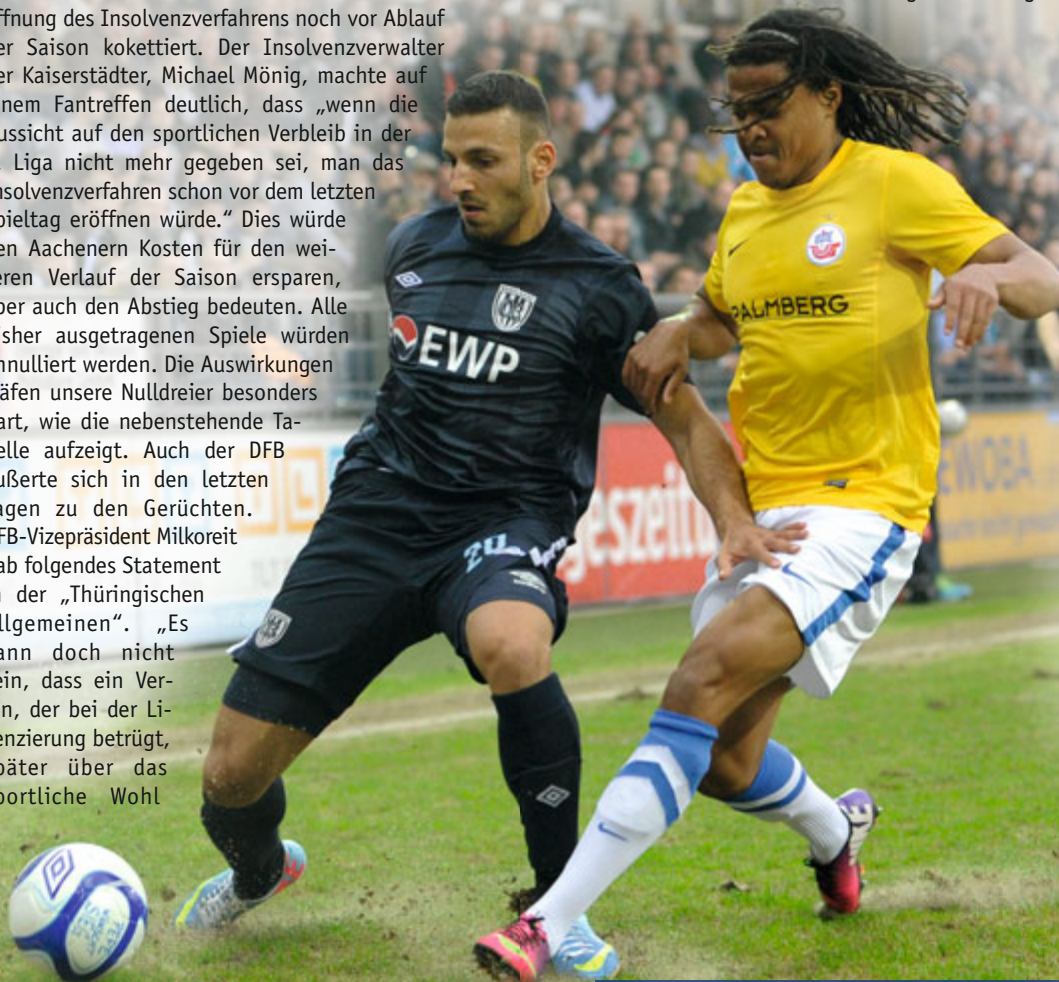 ffnung des Insolvenzverfahrens noch vor Ablauf
er Saison kokettiert. Der Insolvenzverwalter
er Kaiserstädter, Michael Mönig, machte auf
nem Fantreffen deutlich, dass „wenn die
ussicht auf den sportlichen Verbleib in der
. Liga nicht mehr gegeben sei, man das
nsolvenzverfahren schon vor dem letzten
pieltag eröffnen würde.“ Dies würde
en Aachenern Kosten für den wei-
eren Verlauf der Saison ersparen,
ber auch den Abstieg bedeuten. Alle
sher ausgetragenen Spiele würden
nnulliert werden. Die Auswirkungen
äfen unsere Nulldreier besonders
art, wie die nebenstehende Ta-
elle aufzeigt. Auch der DFB
ußerte sich in den letzten
agen zu den Gerüchten.
FB-Vizepräsident Milkoreit
ab folgendes Statement
n der „Thüringischen
llgemeinen“. „Es
ann doch nicht
ein, dass ein Ver-
n, der bei der Li-
enzierung betrügt,
päter über das
portliche Wohl
EWP
PALMBERG
20
geszeitu
EWOBA